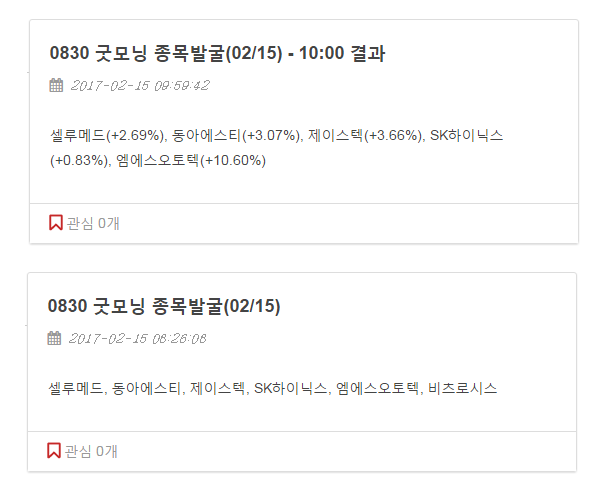 0830 굿모닝 종목발굴(02/15) - 10:00 결과
2017-02-15 09:59:42
셀루메드(+2.69%), 동아에스티(+3.07%), 제이스텍(+3.66%), SK하이닉스
(+0.83%), 엠에스오토텍(+10.60%)
관심 0개
0830 굿모닝 종목발굴(02/15)
2017-02-15 06:26:06
셀루메드, 동아에스티, 제이스텍, SK하이닉스, 엠에스오토텍, 비츠로시스
관심 0개